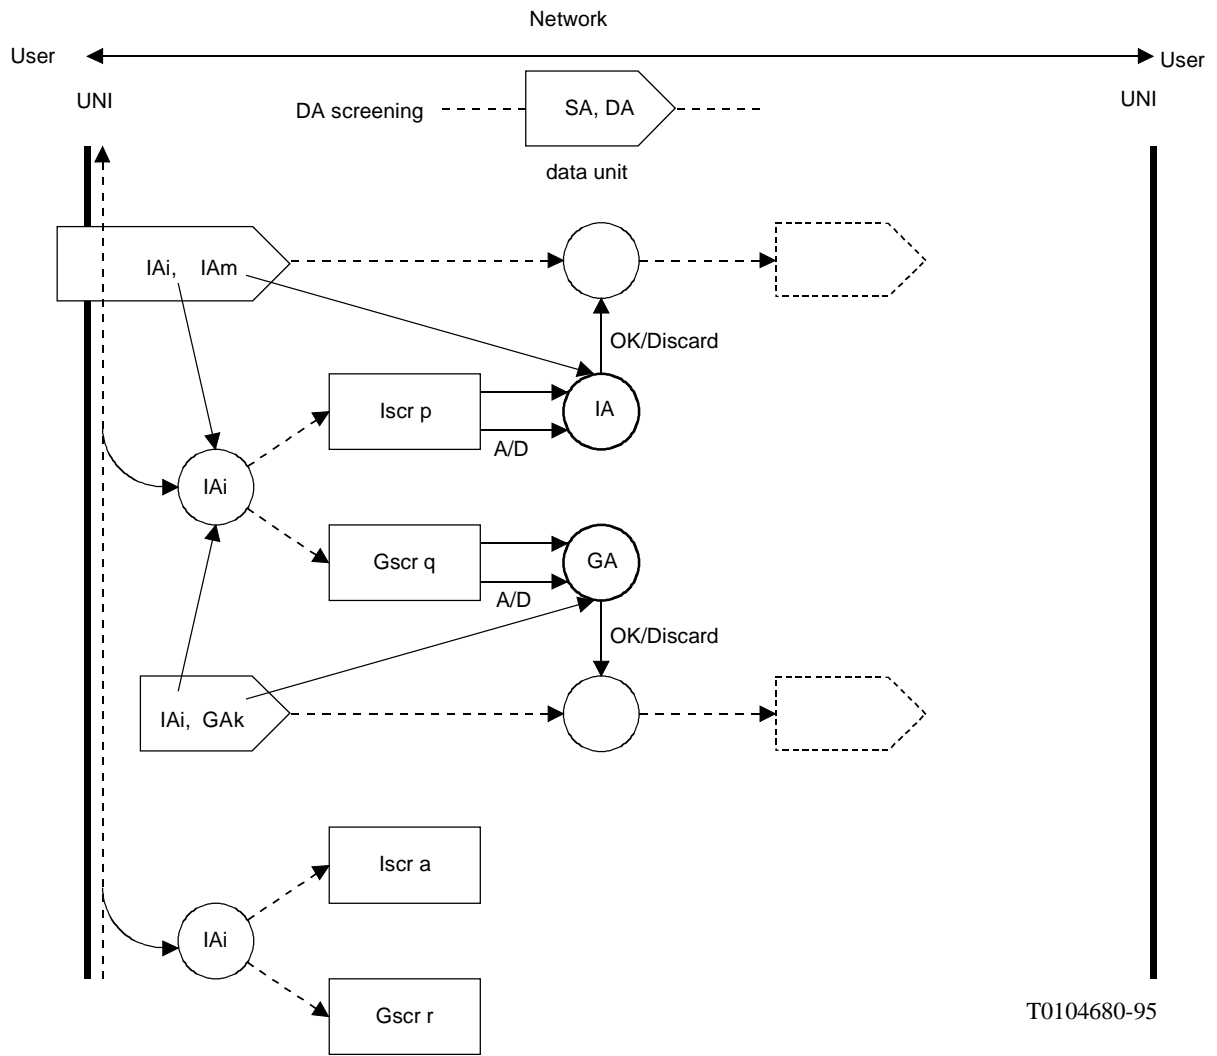 Network
User
User
UNI
UNI
DA screening
SA, DA
data unit
IAi, IAm
OK/Discard
Iscr p
IA
A/D
IAi
Gscr q
GA
A/D
OK/Discard
IAi, GAk
Iscr a
IAi
Gscr r
T0104680-95